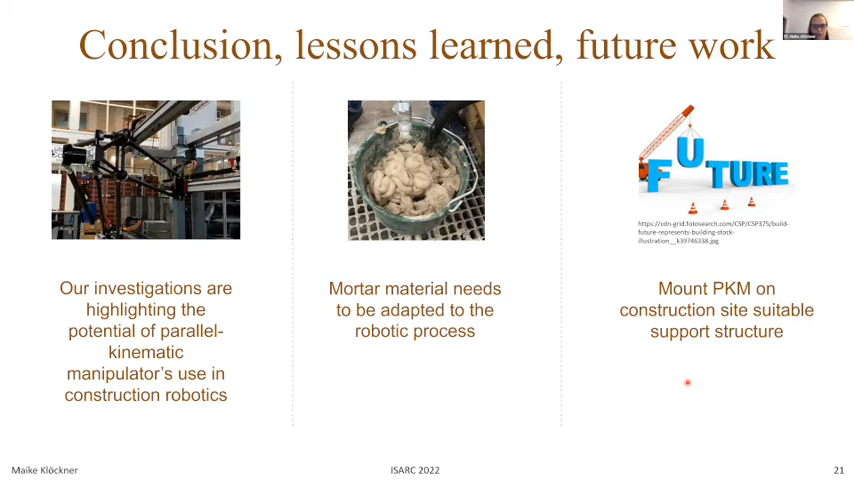 Conclusion, lessons learned, future work
FUTURE
https://cdn-grid.fotosearch.com/CSP/CSP375/build-
future-represents-building-stock-
illustration__k39746338.jpg
Our investigations are
highlighting the
potential of parallel-
kinematic
manipulator's use in
construction robotics
Mortar material needs
to be adapted to the
robotic process
Mount PKM on
construction site suitable
support structure
Maike Klöckner
ISARC 2022
21